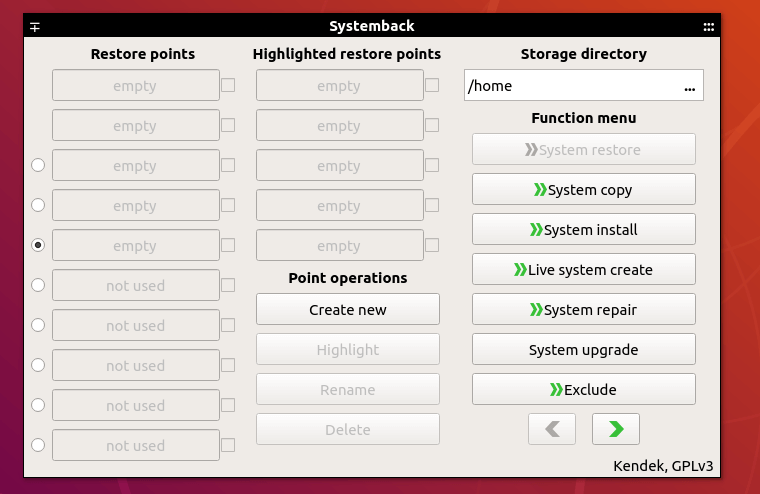 Systemback
Restore points
empty
empty
empty
empty
empty
not used
not used
not used
not used
not used
Highlighted restore points
empty
empty
empty
empty
empty
Point operations
Create new
Highlight
Rename
Delete
Storage directory
/home ...
Function menu
System restore
System copy
System install
Live system create
System repair
System upgrade
Exclude
Kendek, GPLv3